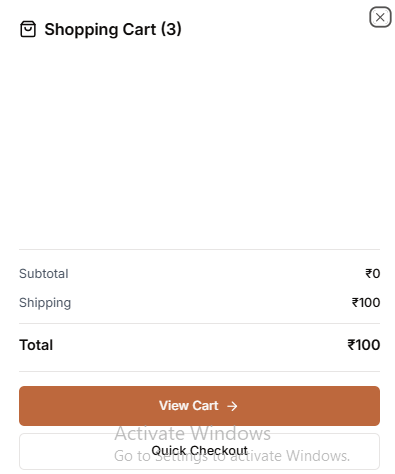 Shopping Cart (3)
Subtotal ₹0
Shipping ₹100
Total ₹100
View Cart →
Activate Windows
Quick Checkout
Go to Settings to activate Windows.